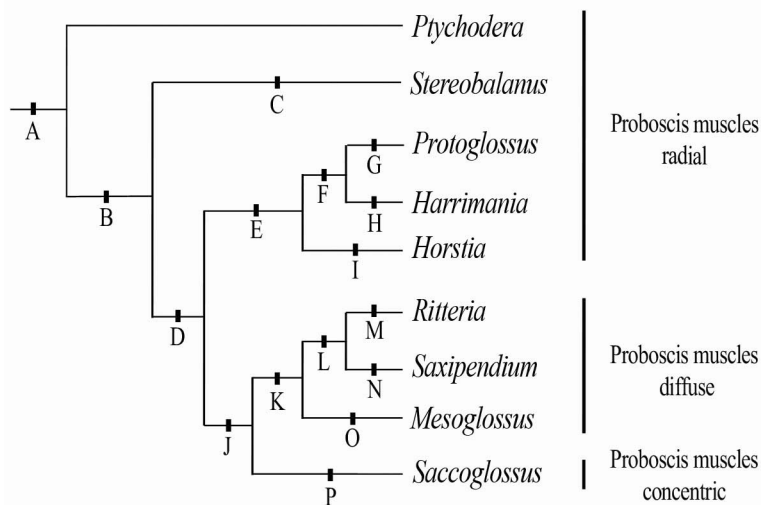 Ptychodera
Stereobalanus
Protoglossus
Harrimania
Horstia
Ritteria
Saxipendium
Mesoglossus
Saccoglossus
A
B
C
D
E
F
G
H
I
J
K
L
M
N
O
P
Proboscis muscles
radial
Proboscis muscles
diffuse
Proboscis muscles
concentric